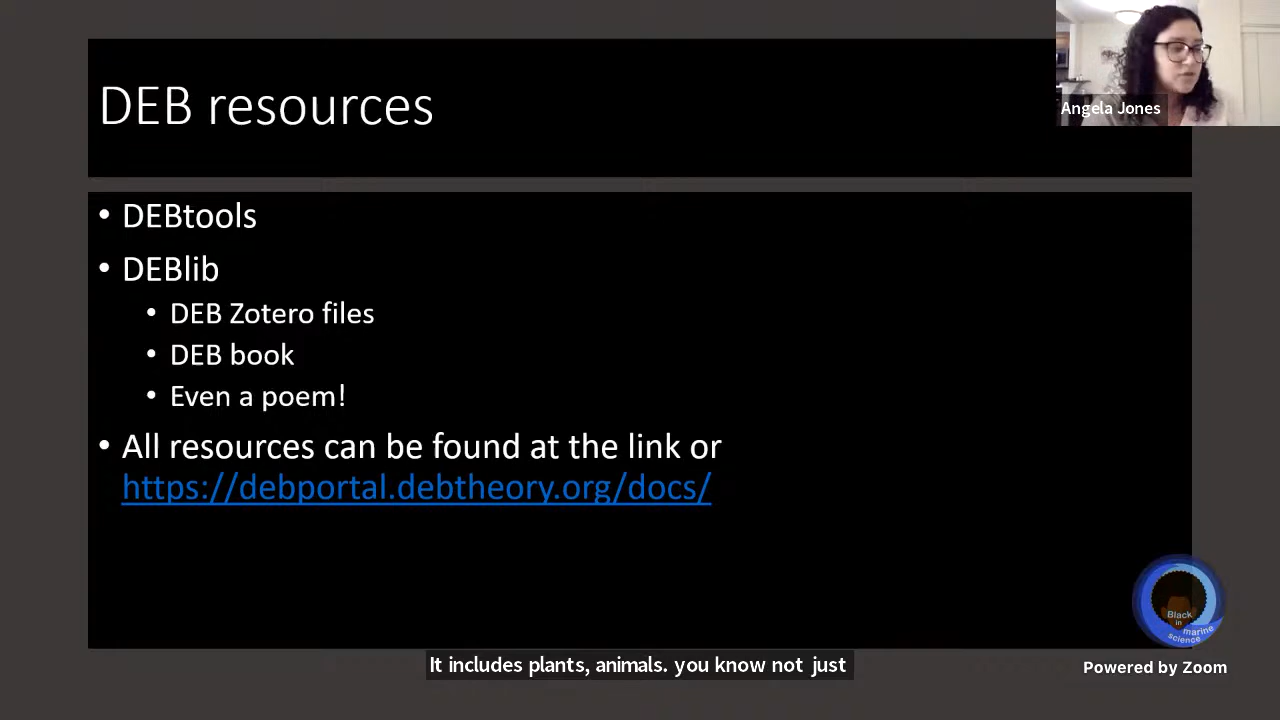 DEB resources
Angela Jones
• DEBtools
• DEBlib
• DEB Zotero files
• DEB book
• Even a poem!
• All resources can be found at the link or
https://debportal.debtheory.org/docs/
Black
in
marine
science
It includes plants, animals. you know not just
Powered by Zoom